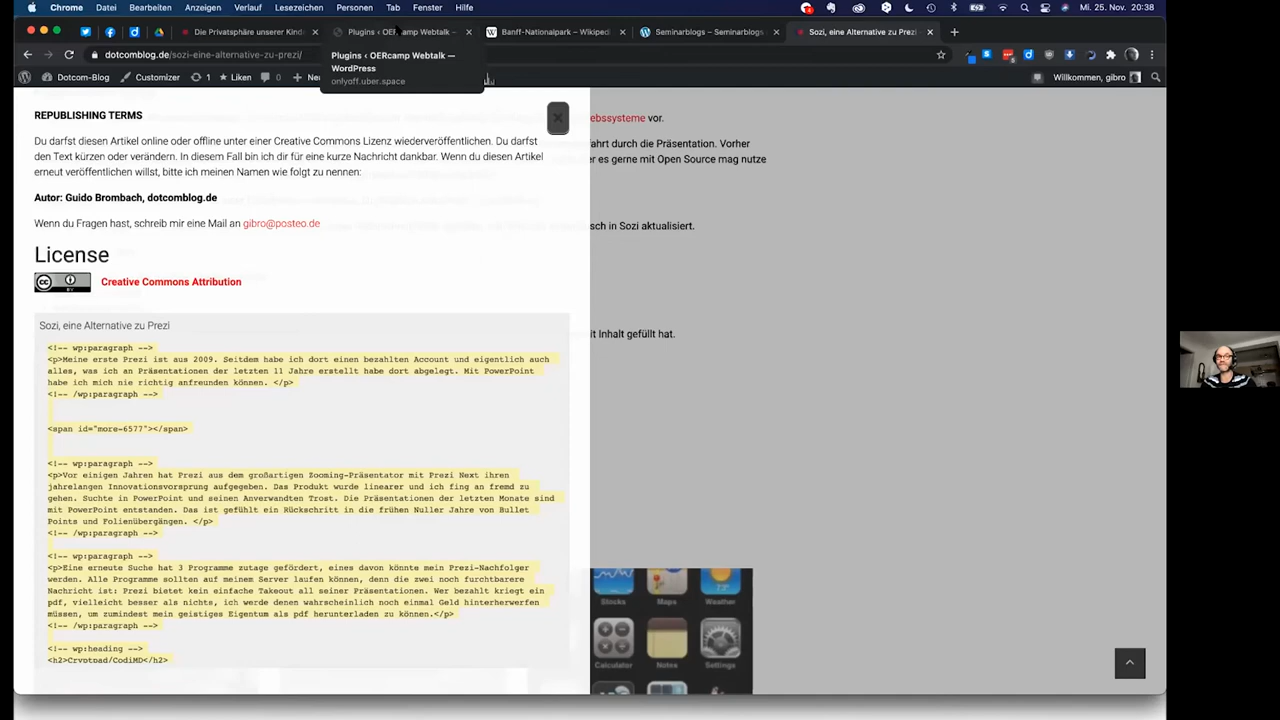 Chrome Datei Bearbeiten Anzeigen Verlauf Lesezeichen Personen Tab Fenster Hilfe
Mi. 25. Nov. 20:38
Die Privatsphäre unserer Kinde
Plugins ‹ OERcamp Webtalk —
Banff-Nationalpark – Wikipedi
Seminarblogs – Seminarblogs
Sozi, eine Alternative zu Prezi
dotcomblog.de/sozi-eine-alternative-zu-prezi/
Plugins ‹ OERcamp Webtalk —
WordPress
onlyoff.uber.space
Dotcom-Blog Customizer 1 Liken 0
Willkommen, gibro
REPUBLISHING TERMS
Du darfst diesen Artikel online oder offline unter einer Creative Commons Lizenz wiederveröffentlichen. Du darfst
den Text kürzen oder verändern. In diesem Fall bin ich dir für eine kurze Nachricht dankbar. Wenn du diesen Artikel
erneut veröffentlichen willst, bitte ich meinen Namen wie folgt zu nennen:
Autor: Guido Brombach, dotcomblog.de
Wenn du Fragen hast, schreib mir eine Mail an gibro@posteo.de
License
CC BY
Creative Commons Attribution
Sozi, eine Alternative zu Prezi
<!-- wp:paragraph -->
<p>Meine erste Prezi ist aus 2009. Seitdem habe ich dort einen bezahlten Account und eigentlich auch
alles, was ich an Präsentationen der letzten 11 Jahre erstellt habe dort abgelegt. Mit PowerPoint
habe ich mich nie richtig anfreunden können. </p>
<!-- /wp:paragraph -->
<span id="more-6577"></span>
<!-- wp:paragraph -->
<p>Vor einigen Jahren hat Prezi aus dem großartigen Zooming-Präsentator mit Prezi Next ihren
jahrelangen Innovationsvorsprung aufgegeben. Das Produkt wurde linearer und ich fing an fremd zu
gehen. Suchte in PowerPoint und seinen Anverwandten Trost. Die Präsentationen der letzten Monate sind
mit PowerPoint entstanden. Das ist gefühlt ein Rückschritt in die frühen Nuller Jahre von Bullet
Points und Folienübergängen. </p>
<!-- /wp:paragraph -->
<!-- wp:paragraph -->
<p>Eine erneute Suche hat 3 Programme zutage gefördert, eines davon könnte mein Prezi-Nachfolger
werden. Alle Programme sollten auf meinem Server laufen können, denn die zwei noch furchtbarere
Nachricht ist: Prezi bietet kein einfache Takeout all seiner Präsentationen. Wer bezahlt kriegt ein
pdf, vielleicht besser als nichts, ich werde denen wahrscheinlich noch einmal Geld hinterherwerfen
müssen, um zumindest mein geistiges Eigentum als pdf herunterladen zu können.</p>
<!-- /wp:paragraph -->
<!-- wp:heading -->
<h2>Cryptpad/CodiMD</h2>
ebssysteme vor.
fahrt durch die Präsentation. Vorher
er es gerne mit Open Source mag nutze
sch in Sozi aktualisiert.
it Inhalt gefüllt hat.
Stocks Maps Weather
Calculator Notes Settings